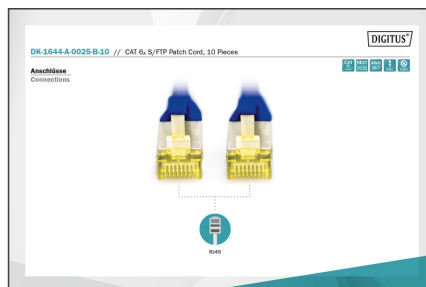 DIGITUS®
DK-1644-A-0025-B-10 // CAT 6A S/FTP Patch Cord, 10 Pieces
Anschlüsse
Connections
RJ45